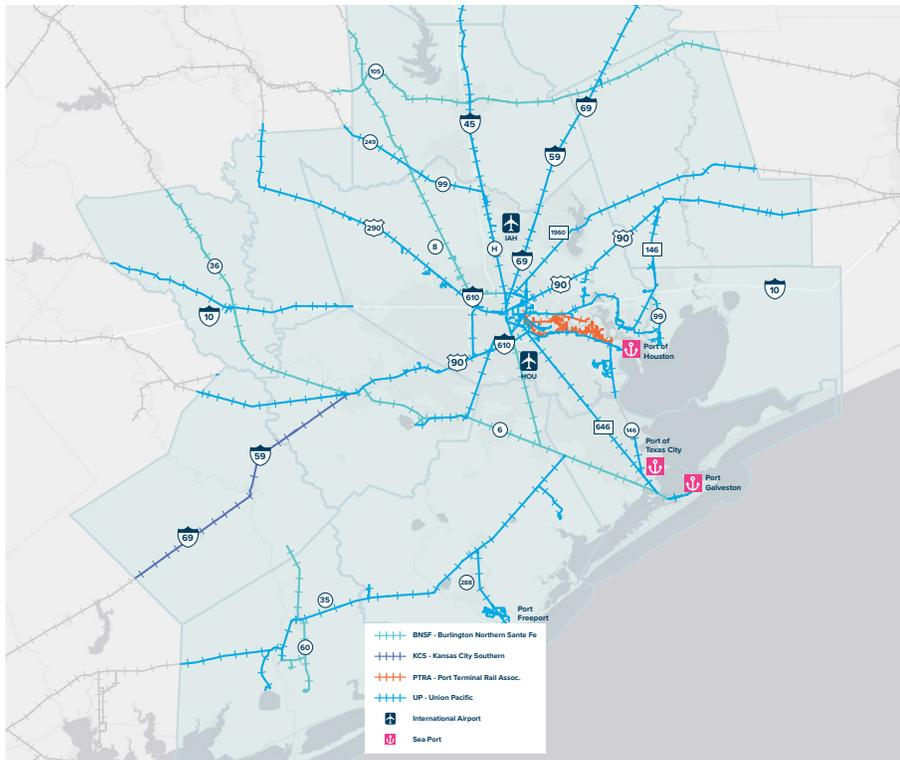 105
45
69
249
59
99
290
IAH
1960
8
H
90
146
69
36
90
10
610
10
99
610
Port of
Houston
90
HOU
6
646
146
Port of
Texas City
59
Port
Galveston
69
288
35
Port
Freeport
60
BNSF - Burlington Northern Sante Fe
KCS - Kansas City Southern
PTRA - Port Terminal Rail Assoc.
UP - Union Pacific
International Airport
Sea Port